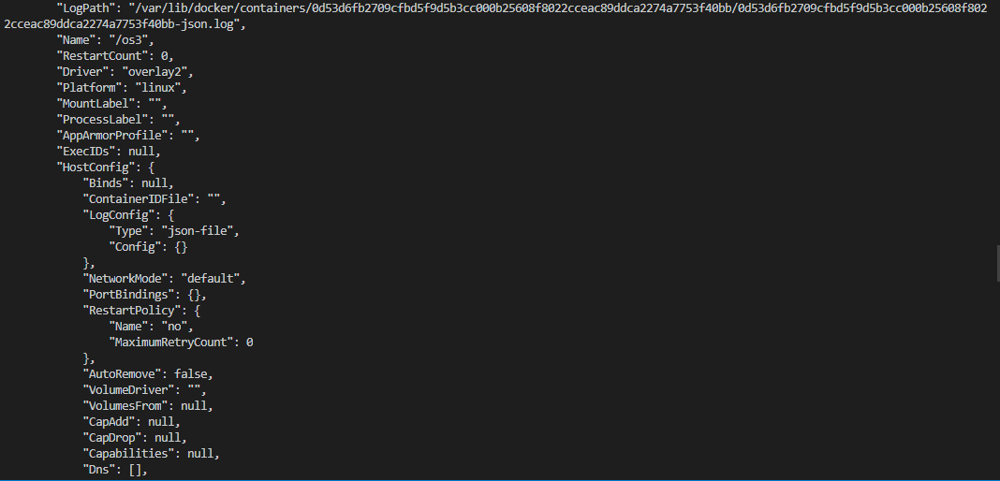 "LogPath": "/var/lib/docker/containers/0d53d6fb2709cfbd5f9d5b3cc000b25608f8022cceac89ddca2274a7753f40bb/0d53d6fb2709cfbd5f9d5b3cc000b25608f802
2cceac89ddca2274a7753f40bb-json.log",
"Name": "/os3",
"RestartCount": 0,
"Driver": "overlay2",
"Platform": "linux",
"MountLabel": "",
"ProcessLabel": "",
"AppArmorProfile": "",
"ExecIDs": null,
"HostConfig": {
"Binds": null,
"ContainerIDFile": "",
"LogConfig": {
"Type": "json-file",
"Config": {}
},
"NetworkMode": "default",
"PortBindings": {},
"RestartPolicy": {
"Name": "no",
"MaximumRetryCount": 0
},
"AutoRemove": false,
"VolumeDriver": "",
"VolumesFrom": null,
"CapAdd": null,
"CapDrop": null,
"Capabilities": null,
"Dns": [],